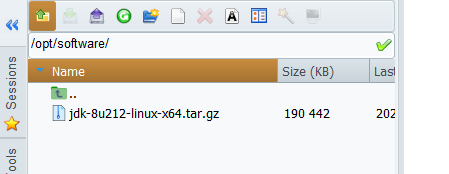 /opt/software/
Name Size (KB) Last
..
jdk-8u212-linux-x64.tar.gz 190 442 202
Sessions
Tools